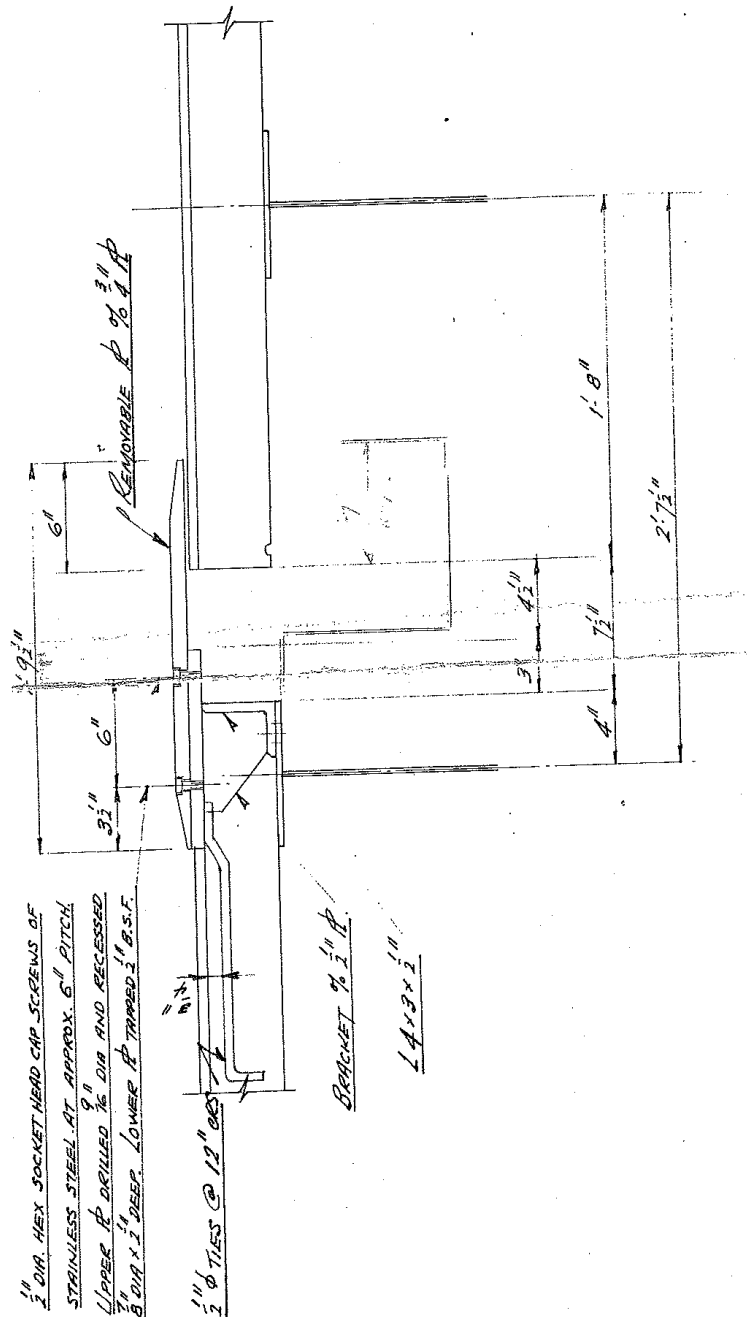 ½" DIA. HEX SOCKET HEAD CAP SCREWS OF
STAINLESS STEEL AT APPROX. 6" PITCH.
UPPER ⅊ DRILLED 9/16" DIA AND RECESSED
⅞" DIA x ½" DEEP. LOWER ⅊ TAPPED ½" B.S.F.
½" φ TIES @ 12" CRS
BRACKET % ½" ⅊.
L 4 x 3 x ½"
REMOVABLE ⅊ % ¾" ⅊
1'-9½"
3½"
6"
6"
4"
3
4½"
7½"
1'-8"
2'-7½"